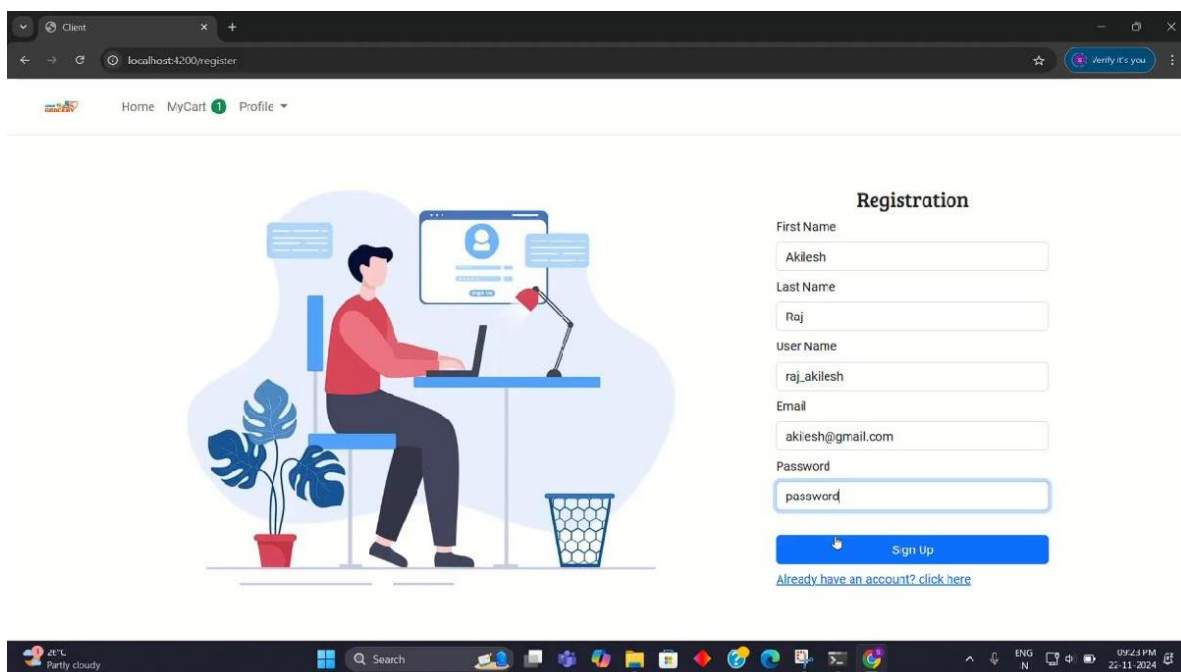 Client
localhost:4200/register
Verify it's you
GROCERY
Home MyCart 1 Profile
Registration
First Name
Akilesh
Last Name
Raj
User Name
raj_akilesh
Email
akilesh@gmail.com
Password
password
Sign Up
Already have an account? click here
Partly cloudy
Search
ENG
N
09:23 PM
22-11-2024